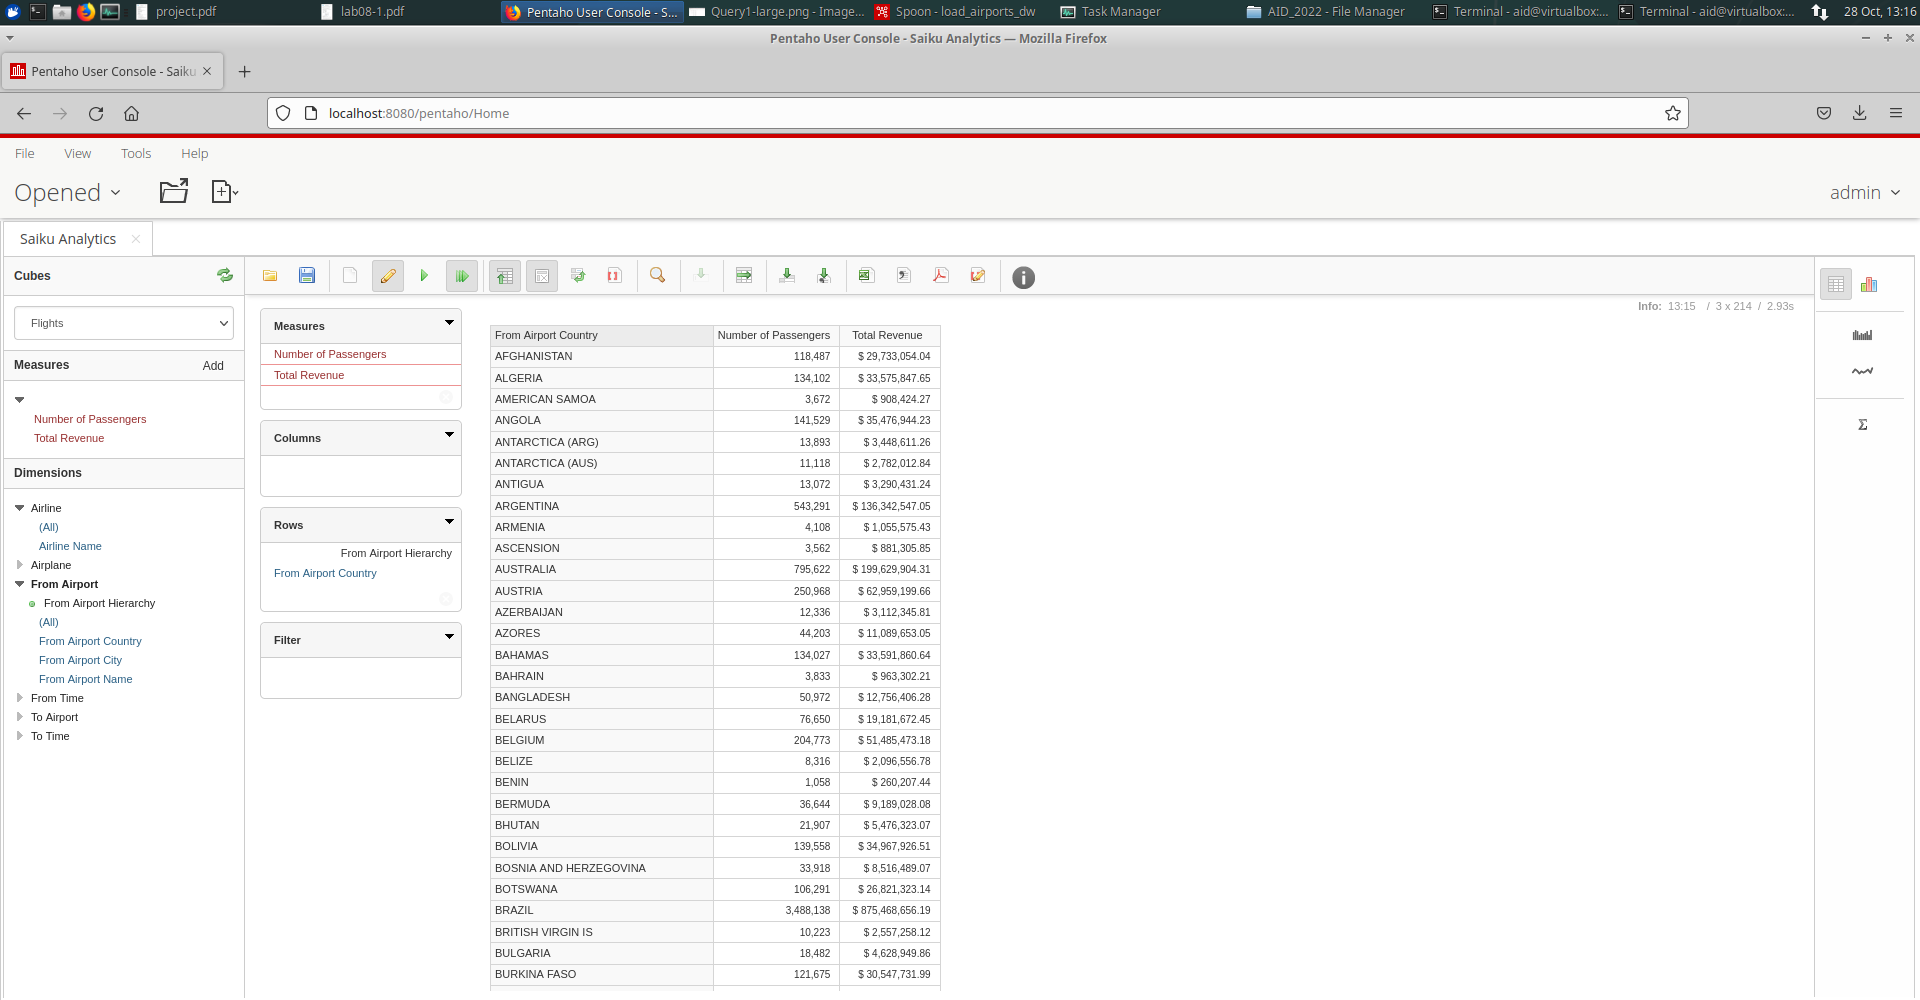 project.pdf
lab08-1.pdf
Pentaho User Console - S...
Query1-large.png - Image...
Spoon - load_airports_dw
Task Manager
AID_2022 - File Manager
Terminal - aid@virtualbox:...
Terminal - aid@virtualbox:...
28 Oct, 13:16
Pentaho User Console - Saiku Analytics — Mozilla Firefox
Pentaho User Console - Saiku
localhost:8080/pentaho/Home
File View Tools Help
Opened
admin
Saiku Analytics
Cubes
Flights
Measures Add
Number of Passengers
Total Revenue
Dimensions
Airline
(All)
Airline Name
Airplane
From Airport
From Airport Hierarchy
(All)
From Airport Country
From Airport City
From Airport Name
From Time
To Airport
To Time
Measures
Number of Passengers
Total Revenue
Columns
Rows
From Airport Hierarchy
From Airport Country
Filter
Info: 13:15 / 3 x 214 / 2.93s
From Airport Country Number of Passengers Total Revenue
AFGHANISTAN 118,487 $ 29,733,054.04
ALGERIA 134,102 $ 33,575,847.65
AMERICAN SAMOA 3,672 $ 908,424.27
ANGOLA 141,529 $ 35,476,944.23
ANTARCTICA (ARG) 13,893 $ 3,448,611.26
ANTARCTICA (AUS) 11,118 $ 2,782,012.84
ANTIGUA 13,072 $ 3,290,431.24
ARGENTINA 543,291 $ 136,342,547.05
ARMENIA 4,108 $ 1,055,575.43
ASCENSION 3,562 $ 881,305.85
AUSTRALIA 795,622 $ 199,629,904.31
AUSTRIA 250,968 $ 62,959,199.66
AZERBAIJAN 12,336 $ 3,112,345.81
AZORES 44,203 $ 11,089,653.05
BAHAMAS 134,027 $ 33,591,860.64
BAHRAIN 3,833 $ 963,302.21
BANGLADESH 50,972 $ 12,756,406.28
BELARUS 76,650 $ 19,181,672.45
BELGIUM 204,773 $ 51,485,473.18
BELIZE 8,316 $ 2,096,556.78
BENIN 1,058 $ 260,207.44
BERMUDA 36,644 $ 9,189,028.08
BHUTAN 21,907 $ 5,476,323.07
BOLIVIA 139,558 $ 34,967,926.51
BOSNIA AND HERZEGOVINA 33,918 $ 8,516,489.07
BOTSWANA 106,291 $ 26,821,323.14
BRAZIL 3,488,138 $ 875,468,656.19
BRITISH VIRGIN IS 10,223 $ 2,557,258.12
BULGARIA 18,482 $ 4,628,949.86
BURKINA FASO 121,675 $ 30,547,731.99
Σ